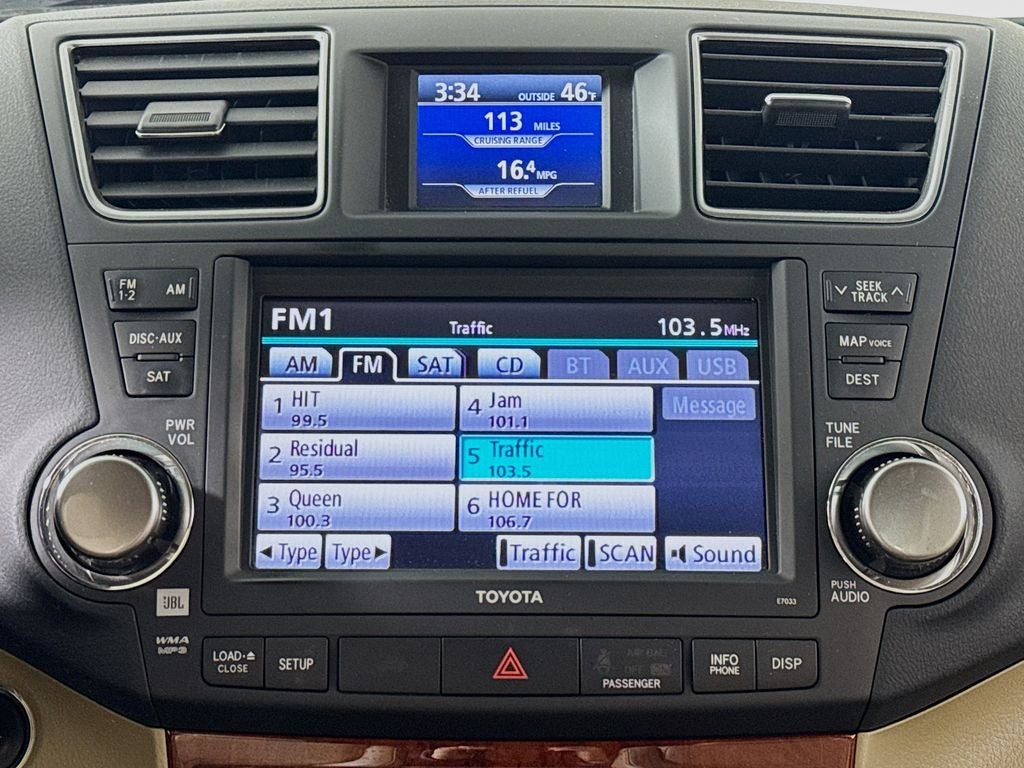 3:34 OUTSIDE 46°F
113 MILES
CRUISING RANGE
16.4 MPG
AFTER REFUEL
FM 1·2 AM
DISC·AUX
SAT
PWR
VOL
SEEK
TRACK
MAP VOICE
DEST
TUNE
FILE
FM1 Traffic 103.5MHz
AM FM SAT CD BT AUX USB
1 HIT 99.5
4 Jam 101.1
Message
2 Residual 95.5
5 Traffic 103.5
3 Queen 100.3
6 HOME FOR 106.7
◄Type Type► Traffic SCAN Sound
PUSH
AUDIO
JBL
TOYOTA
E7033
WMA
MP3
LOAD·⏏
CLOSE
SETUP
AIR BAG
OFF
PASSENGER
INFO
PHONE
DISP